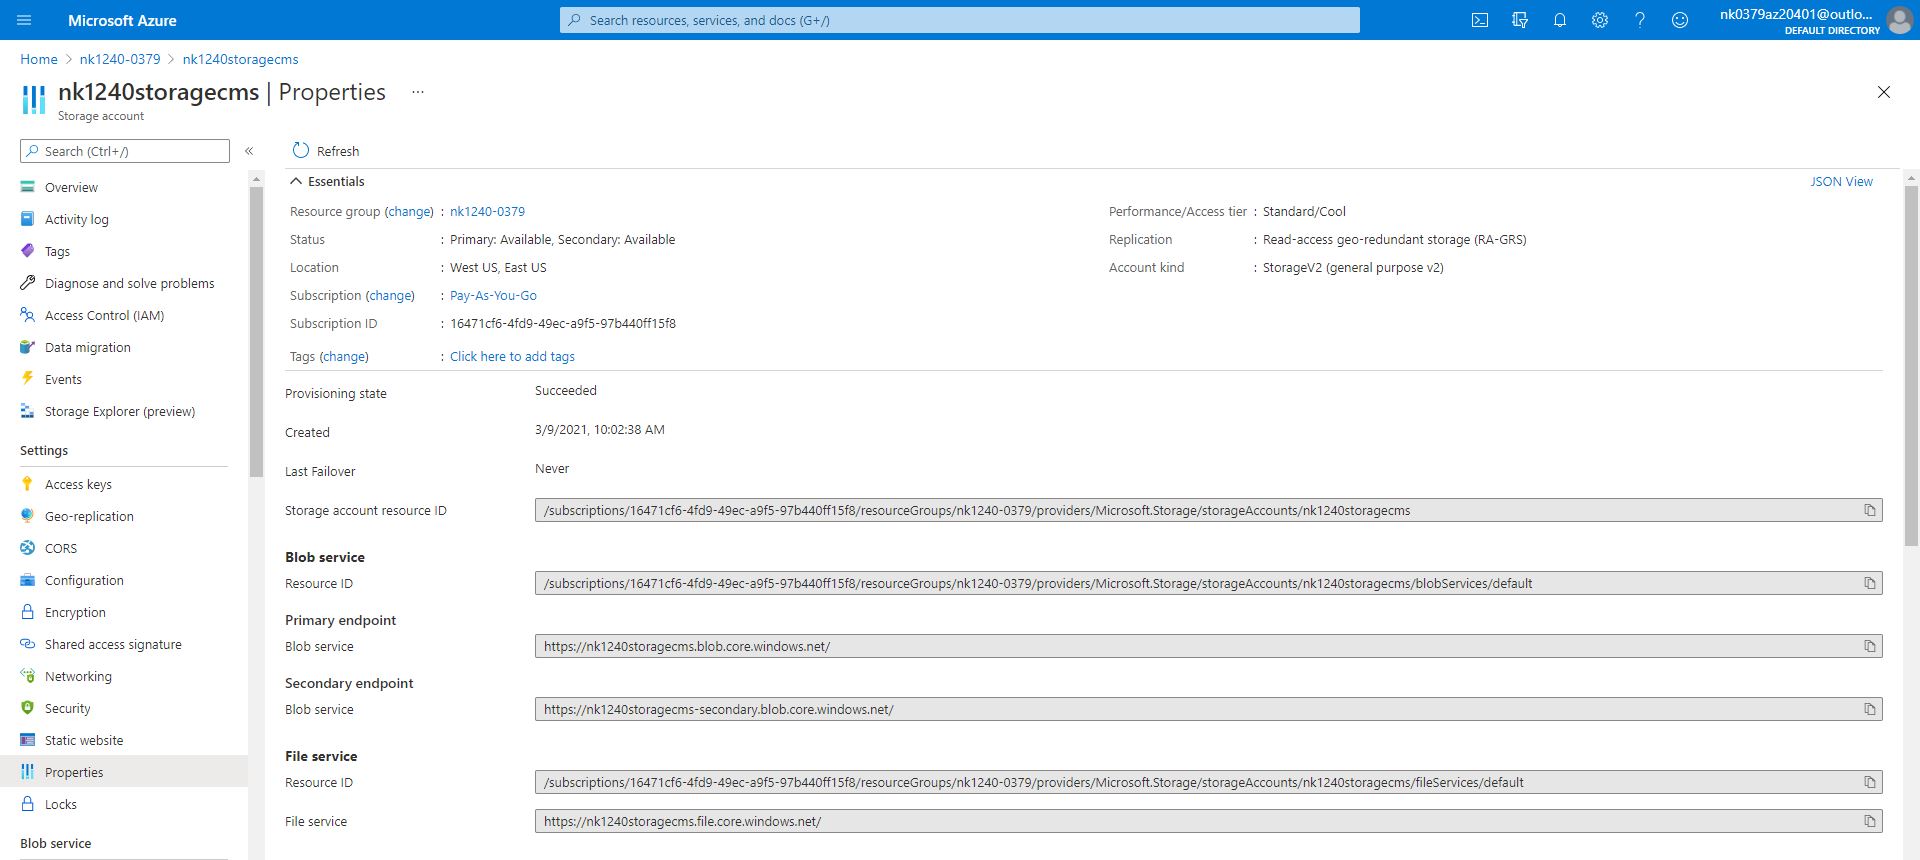 Microsoft Azure
Search resources, services, and docs (G+/)
nk0379az20401@outlo...
DEFAULT DIRECTORY
Home > nk1240-0379 > nk1240storagecms
nk1240storagecms | Properties ...
Storage account
Search (Ctrl+/)
«
Overview
Activity log
Tags
Diagnose and solve problems
Access Control (IAM)
Data migration
Events
Storage Explorer (preview)
Settings
Access keys
Geo-replication
CORS
Configuration
Encryption
Shared access signature
Networking
Security
Static website
Properties
Locks
Blob service
Refresh
Essentials
JSON View
Resource group (change) : nk1240-0379
Status : Primary: Available, Secondary: Available
Location : West US, East US
Subscription (change) : Pay-As-You-Go
Subscription ID : 16471cf6-4fd9-49ec-a9f5-97b440ff15f8
Tags (change) : Click here to add tags
Performance/Access tier : Standard/Cool
Replication : Read-access geo-redundant storage (RA-GRS)
Account kind : StorageV2 (general purpose v2)
Provisioning state Succeeded
Created 3/9/2021, 10:02:38 AM
Last Failover Never
Storage account resource ID /subscriptions/16471cf6-4fd9-49ec-a9f5-97b440ff15f8/resourceGroups/nk1240-0379/providers/Microsoft.Storage/storageAccounts/nk1240storagecms
Blob service
Resource ID /subscriptions/16471cf6-4fd9-49ec-a9f5-97b440ff15f8/resourceGroups/nk1240-0379/providers/Microsoft.Storage/storageAccounts/nk1240storagecms/blobServices/default
Primary endpoint
Blob service https://nk1240storagecms.blob.core.windows.net/
Secondary endpoint
Blob service https://nk1240storagecms-secondary.blob.core.windows.net/
File service
Resource ID /subscriptions/16471cf6-4fd9-49ec-a9f5-97b440ff15f8/resourceGroups/nk1240-0379/providers/Microsoft.Storage/storageAccounts/nk1240storagecms/fileServices/default
File service https://nk1240storagecms.file.core.windows.net/